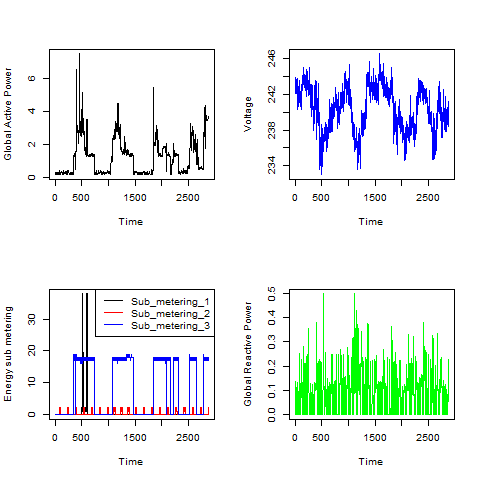 Global Active Power
0 2 4 6
0 500 1500 2500
Time
Voltage
234 238 242 246
0 500 1500 2500
Time
Energy sub metering
0 10 20 30
Sub_metering_1
Sub_metering_2
Sub_metering_3
0 500 1500 2500
Time
Global Reactive Power
0.0 0.1 0.2 0.3 0.4 0.5
0 500 1500 2500
Time